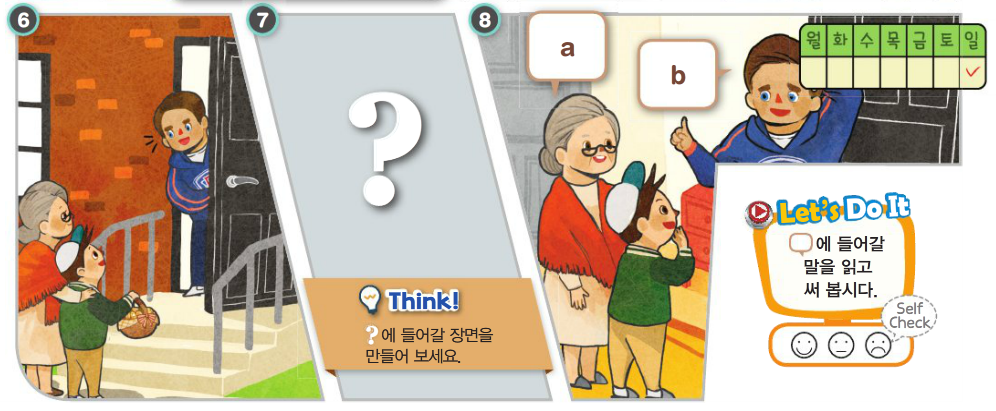 6
7
8
?
Think!
?에 들어갈 장면을
만들어 보세요.
a
b
월 화 수 목 금 토 일
Let's Do It
에 들어갈
말을 읽고
써 봅시다.
Self
Check